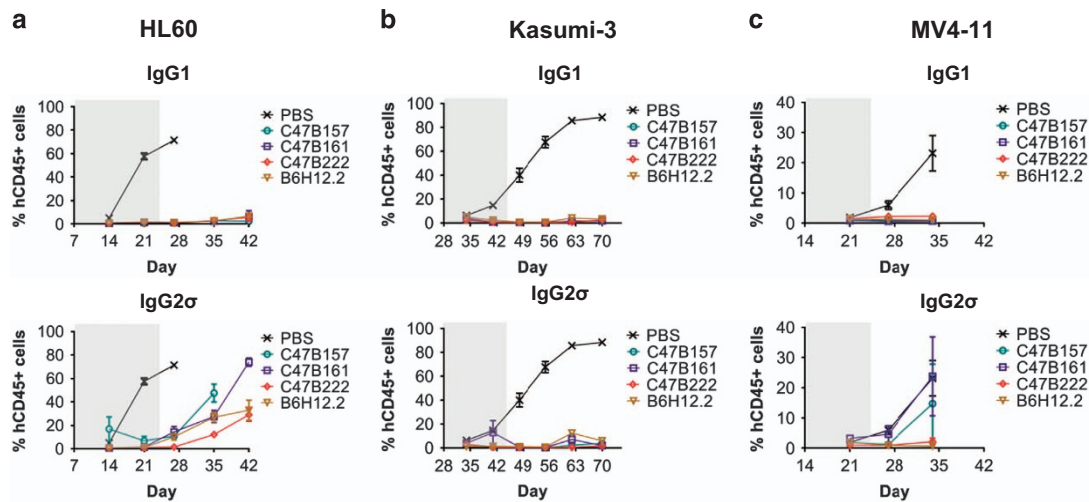 a
HL60
IgG1
% hCD45+ cells
100
80
60
40
20
0
7 14 21 28 35 42
Day
PBS
C47B157
C47B161
C47B222
B6H12.2
IgG2σ
% hCD45+ cells
100
80
60
40
20
0
7 14 21 28 35 42
Day
PBS
C47B157
C47B161
C47B222
B6H12.2
b
Kasumi-3
IgG1
% hCD45+ cells
100
80
60
40
20
0
28 35 42 49 56 63 70
Day
PBS
C47B157
C47B161
C47B222
B6H12.2
IgG2σ
% hCD45+ cells
100
80
60
40
20
0
28 35 42 49 56 63 70
Day
PBS
C47B157
C47B161
C47B222
B6H12.2
c
MV4-11
IgG1
% hCD45+ cells
40
30
20
10
0
14 21 28 35 42
Day
PBS
C47B157
C47B161
C47B222
B6H12.2
IgG2σ
% hCD45+ cells
40
30
20
10
0
14 21 28 35 42
Day
PBS
C47B157
C47B161
C47B222
B6H12.2